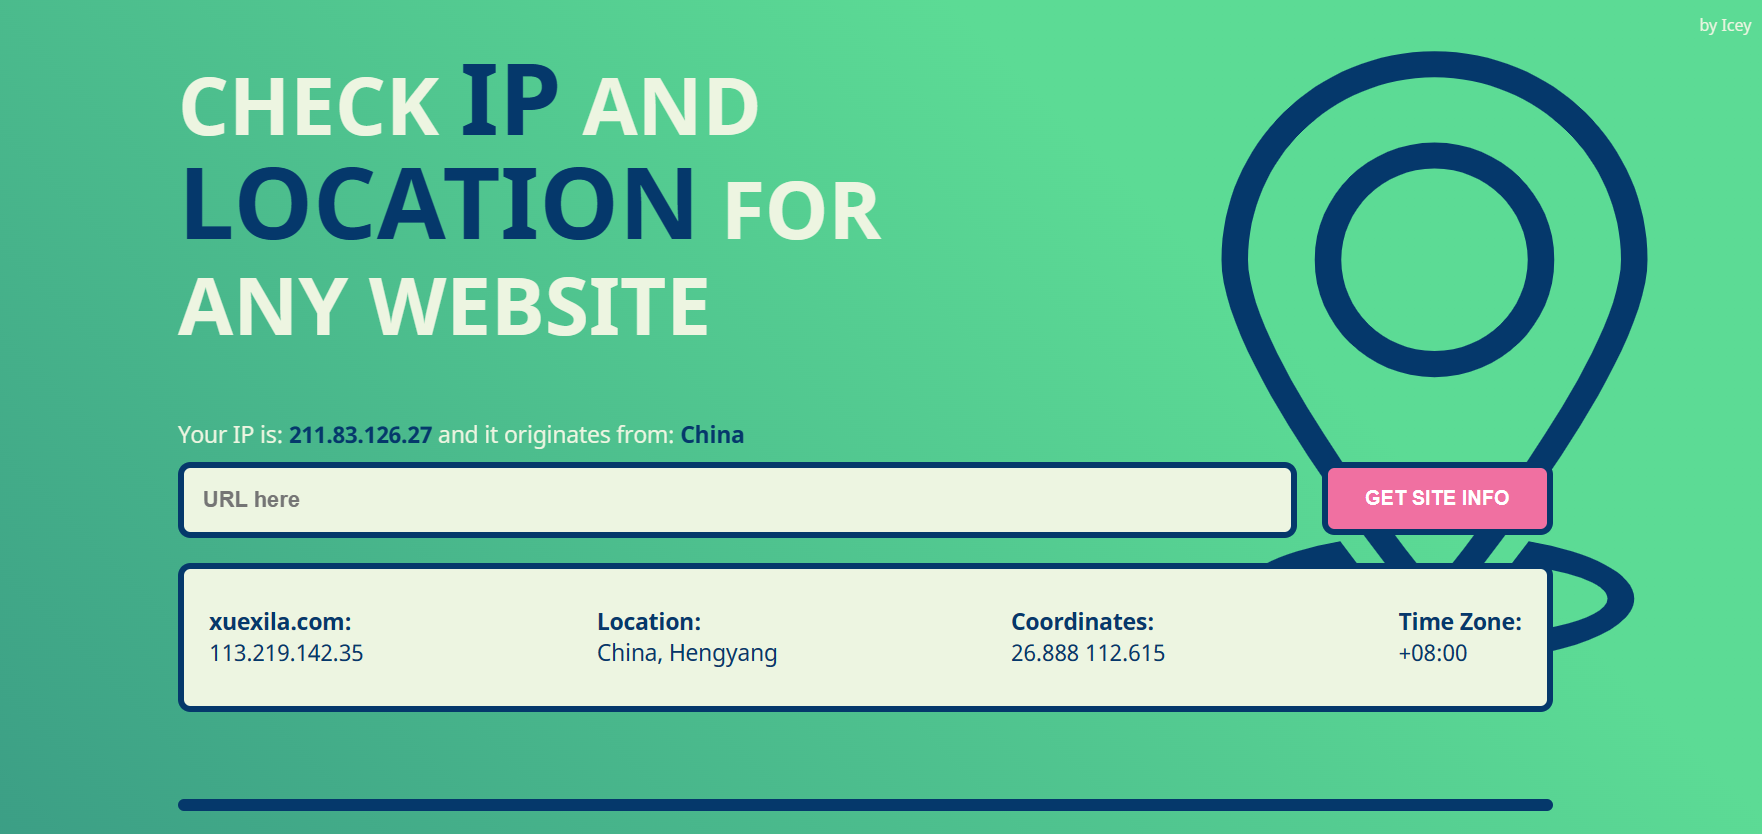 by Icey
CHECK IP AND
LOCATION FOR
ANY WEBSITE
Your IP is: 211.83.126.27 and it originates from: China
URL here
GET SITE INFO
xuexila.com:
113.219.142.35
Location:
China, Hengyang
Coordinates:
26.888 112.615
Time Zone:
+08:00